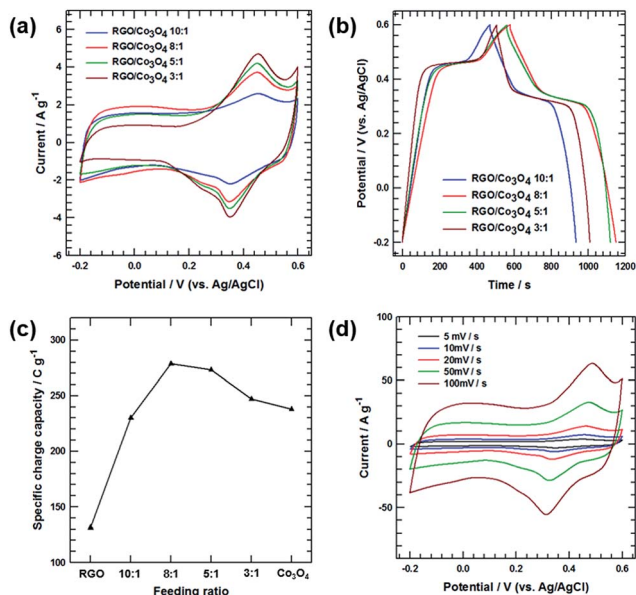 (a)
RGO/Co3O4 10:1
RGO/Co3O4 8:1
RGO/Co3O4 5:1
RGO/Co3O4 3:1
6
4
2
0
-2
-4
-6
Current / A g-1
-0.2 0.0 0.2 0.4 0.6
Potential / V (vs. Ag/AgCl)
(b)
0.6
0.4
0.2
0.0
-0.2
Potential / V (vs. Ag/AgCl)
RGO/Co3O4 10:1
RGO/Co3O4 8:1
RGO/Co3O4 5:1
RGO/Co3O4 3:1
0 200 400 600 800 1000 1200
Time / s
(c)
300
250
200
150
100
Specific charge capacity / C g-1
RGO 10:1 8:1 5:1 3:1 Co3O4
Feeding ratio
(d)
5 mV / s
10mV / s
20mV / s
50mV / s
100mV / s
100
50
0
-50
Current / A g-1
-0.2 0.0 0.2 0.4 0.6
Potential / V (vs. Ag/AgCl)